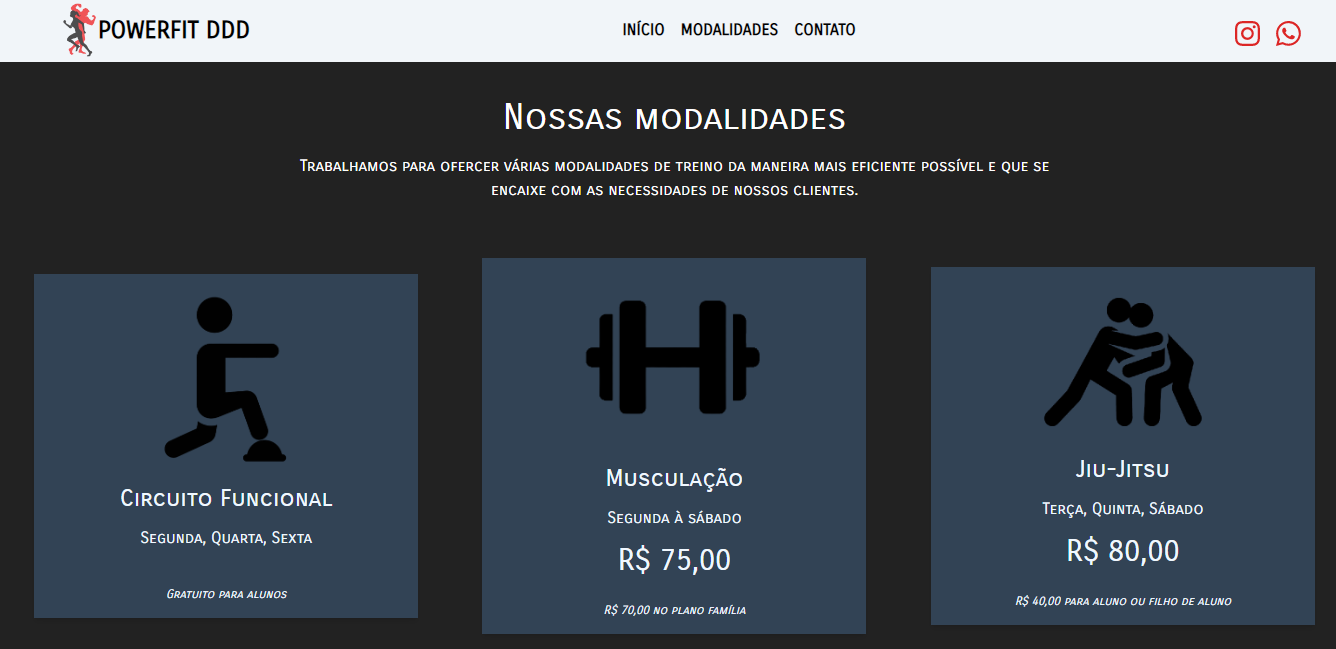 POWERFIT DDD
INÍCIO MODALIDADES CONTATO
Nossas modalidades
Trabalhamos para ofercer várias modalidades de treino da maneira mais eficiente possível e que se
encaixe com as necessidades de nossos clientes.
Circuito Funcional
Segunda, Quarta, Sexta
Gratuito para alunos
Musculação
Segunda à sábado
R$ 75,00
R$ 70,00 no plano família
Jiu-Jitsu
Terça, Quinta, Sábado
R$ 80,00
R$ 40,00 para aluno ou filho de aluno